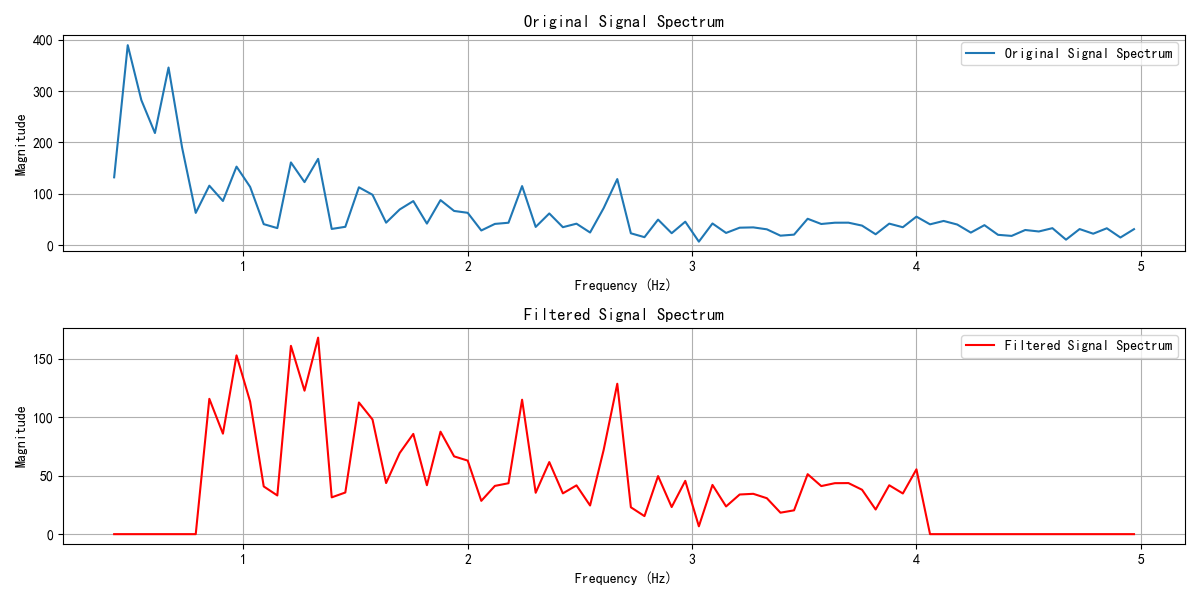 Original Signal Spectrum
400
300
200
100
0
Magnitude
Original Signal Spectrum
1
2
3
4
5
Frequency (Hz)
Filtered Signal Spectrum
150
100
50
0
Magnitude
Filtered Signal Spectrum
1
2
3
4
5
Frequency (Hz)